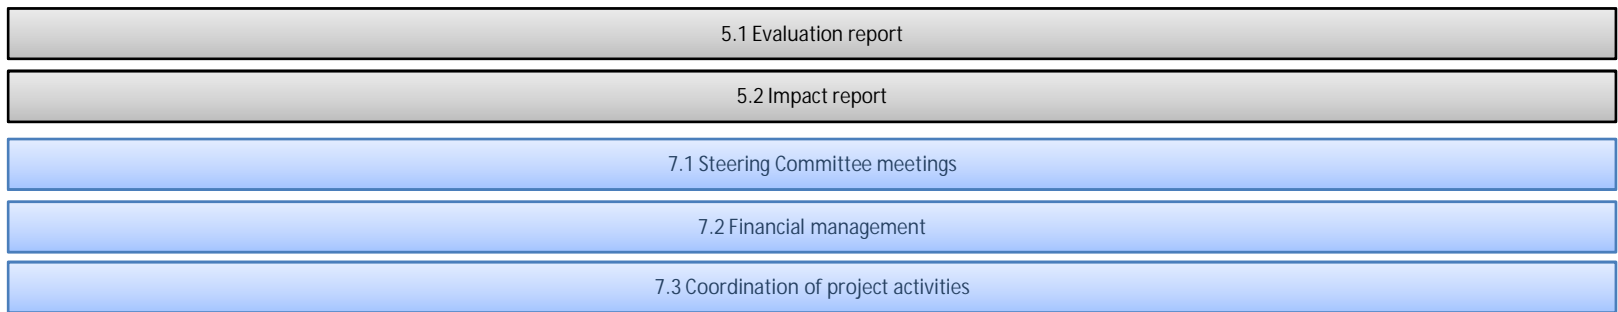 5.1 Evaluation report
5.2 Impact report
7.1 Steering Committee meetings
7.2 Financial management
7.3 Coordination of project activities